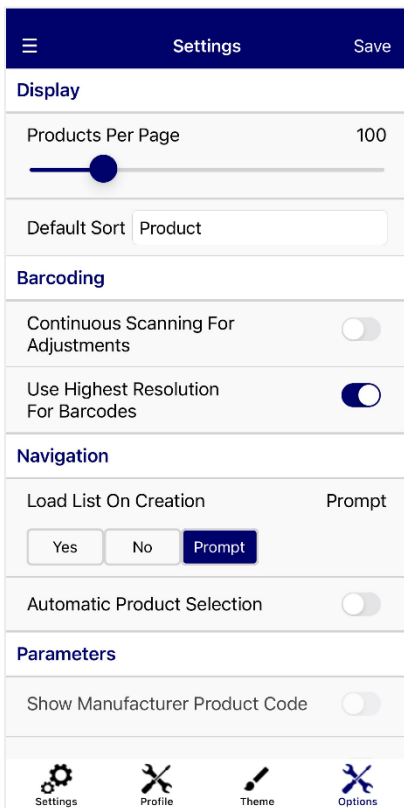 Settings Save
Display
Products Per Page 100
Default Sort Product
Barcoding
Continuous Scanning For
Adjustments
Use Highest Resolution
For Barcodes
Navigation
Load List On Creation Prompt
Yes No Prompt
Automatic Product Selection
Parameters
Show Manufacturer Product Code
Settings Profile Theme Options